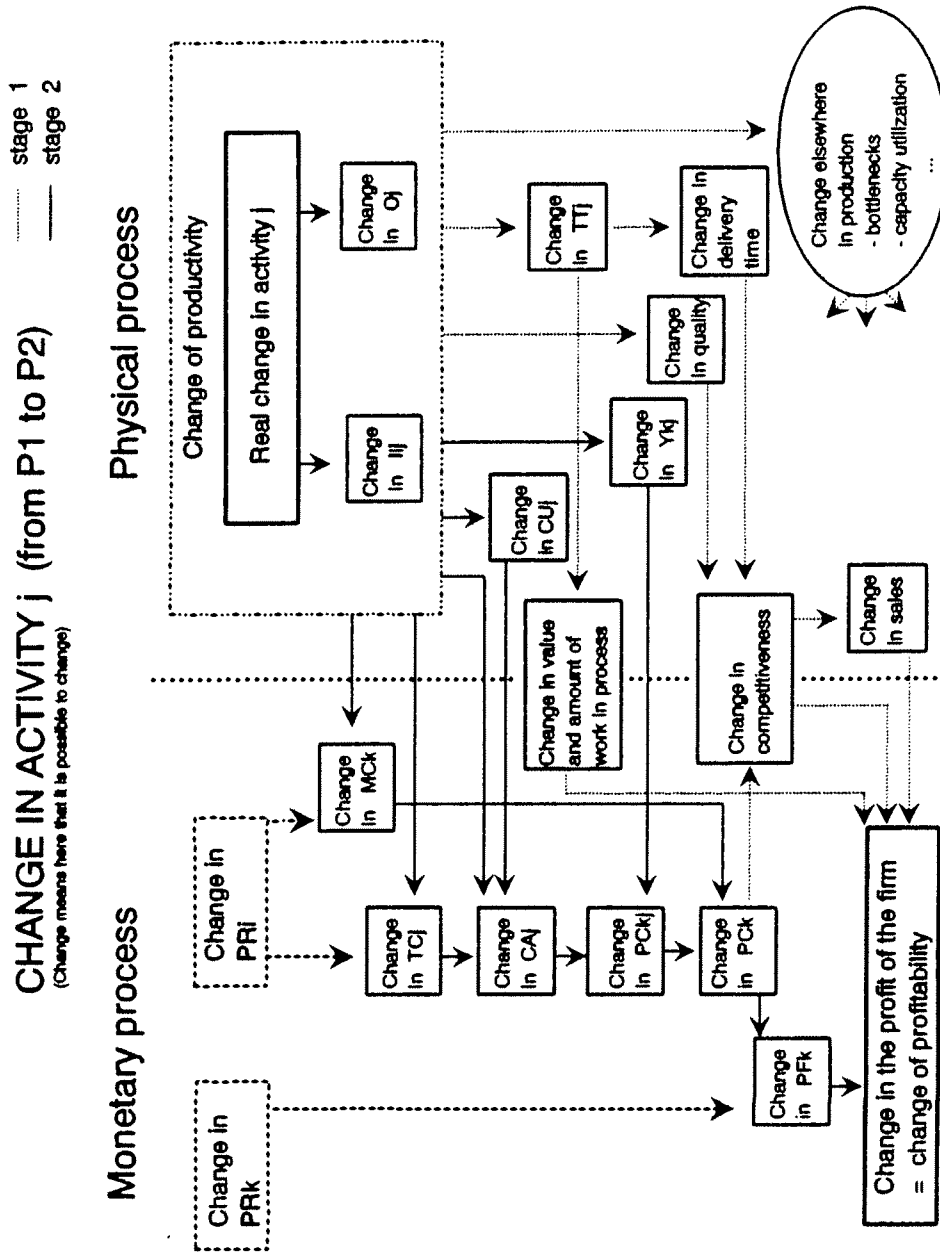 CHANGE IN ACTIVITY j (from P1 to P2)
(Change means here that it is possible to change)
stage 1
stage 2
Monetary process
Physical process
Change of productivity
Real change in activity j
Change
in Iij
Change
in Oj
Change in
PRk
Change in
PRi
Change
in MCk
Change
in TCj
Change
in CAj
Change
in CUj
Change
in TTj
Change in value
and amount of
work in process
Change
in PCkj
Change
in Ykj
Change
in quality
Change in
delivery
time
Change
in PCk
Change in
competitiveness
Change
in PFk
Change
in sales
Change elsewhere
in production
- bottlenecks
- capacity utilization
...
Change in the profit of the firm
= change of profitability